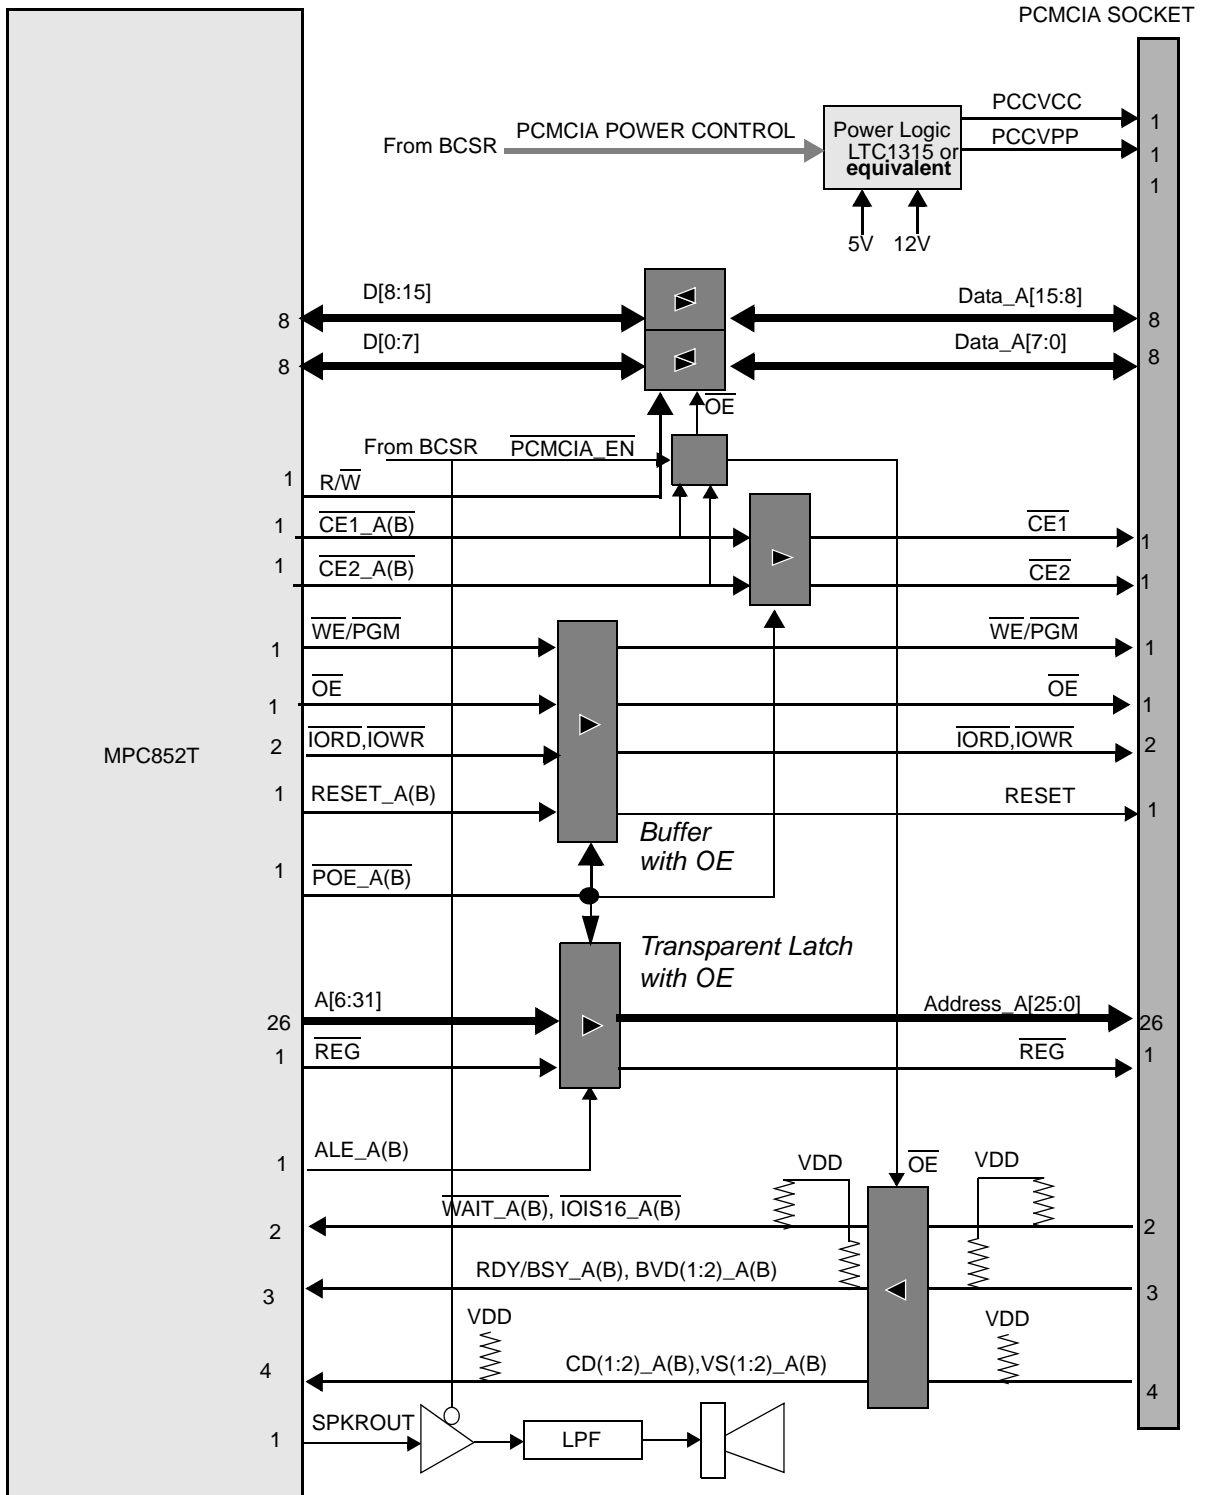 PCMCIA SOCKET
PCCVCC
1
From BCSR PCMCIA POWER CONTROL
Power Logic
LTC1315 or
equivalent
PCCVPP
1
1
5V 12V
D[8:15] Data_A[15:8]
8 8
D[0:7] Data_A[7:0]
8 8
OE
From BCSR PCMCIA_EN
1 R/W
1 CE1_A(B) CE1 1
1 CE2_A(B) CE2 1
1 WE/PGM WE/PGM 1
1 OE OE 1
MPC852T
2 IORD,IOWR IORD,IOWR 2
1 RESET_A(B) RESET 1
Buffer
with OE
1 POE_A(B)
Transparent Latch
with OE
26 A[6:31] Address_A[25:0] 26
1 REG REG 1
1 ALE_A(B)
VDD OE VDD
2 WAIT_A(B), IOIS16_A(B) 2
3 RDY/BSY_A(B), BVD(1:2)_A(B) 3
VDD VDD
4 CD(1:2)_A(B),VS(1:2)_A(B) 4
1 SPKROUT
LPF